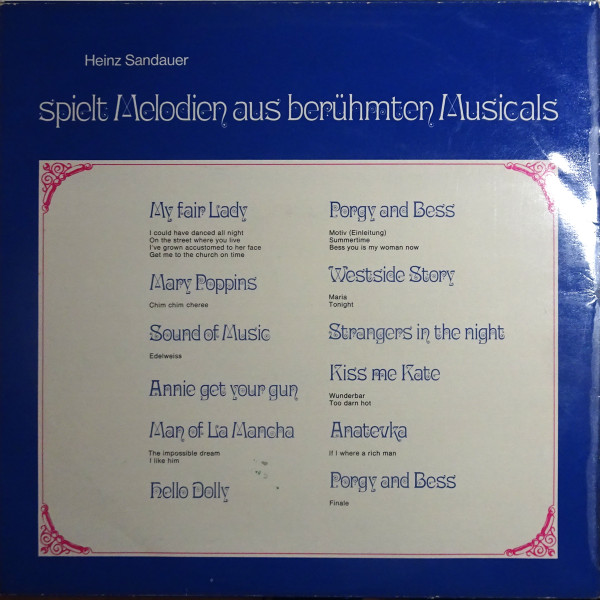 Heinz Sandauer
spielt Melodien aus berühmten Musicals
My fair Lady
I could have danced all night
On the street where you live
I've grown accustomed to her face
Get me to the church on time
Mary Poppins
Chim chim cheree
Sound of Music
Edelweiss
Annie get your gun
Man of La Mancha
The impossible dream
I like him
Hello Dolly
Porgy and Bess
Motiv (Einleitung)
Summertime
Bess you is my woman now
Westside Story
Maria
Tonight
Strangers in the night
Kiss me Kate
Wunderbar
Too darn hot
Anatevka
If I where a rich man
Porgy and Bess
Finale